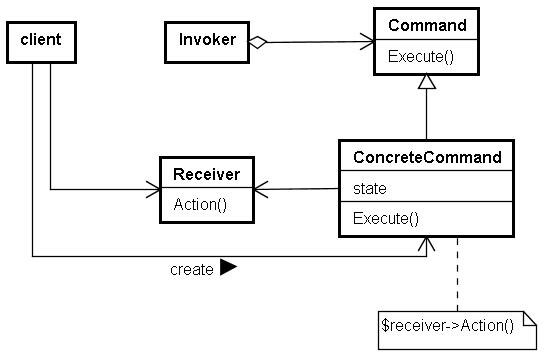 client
Invoker
Command
Execute()
Receiver
Action()
ConcreteCommand
state
Execute()
create
$receiver->Action()